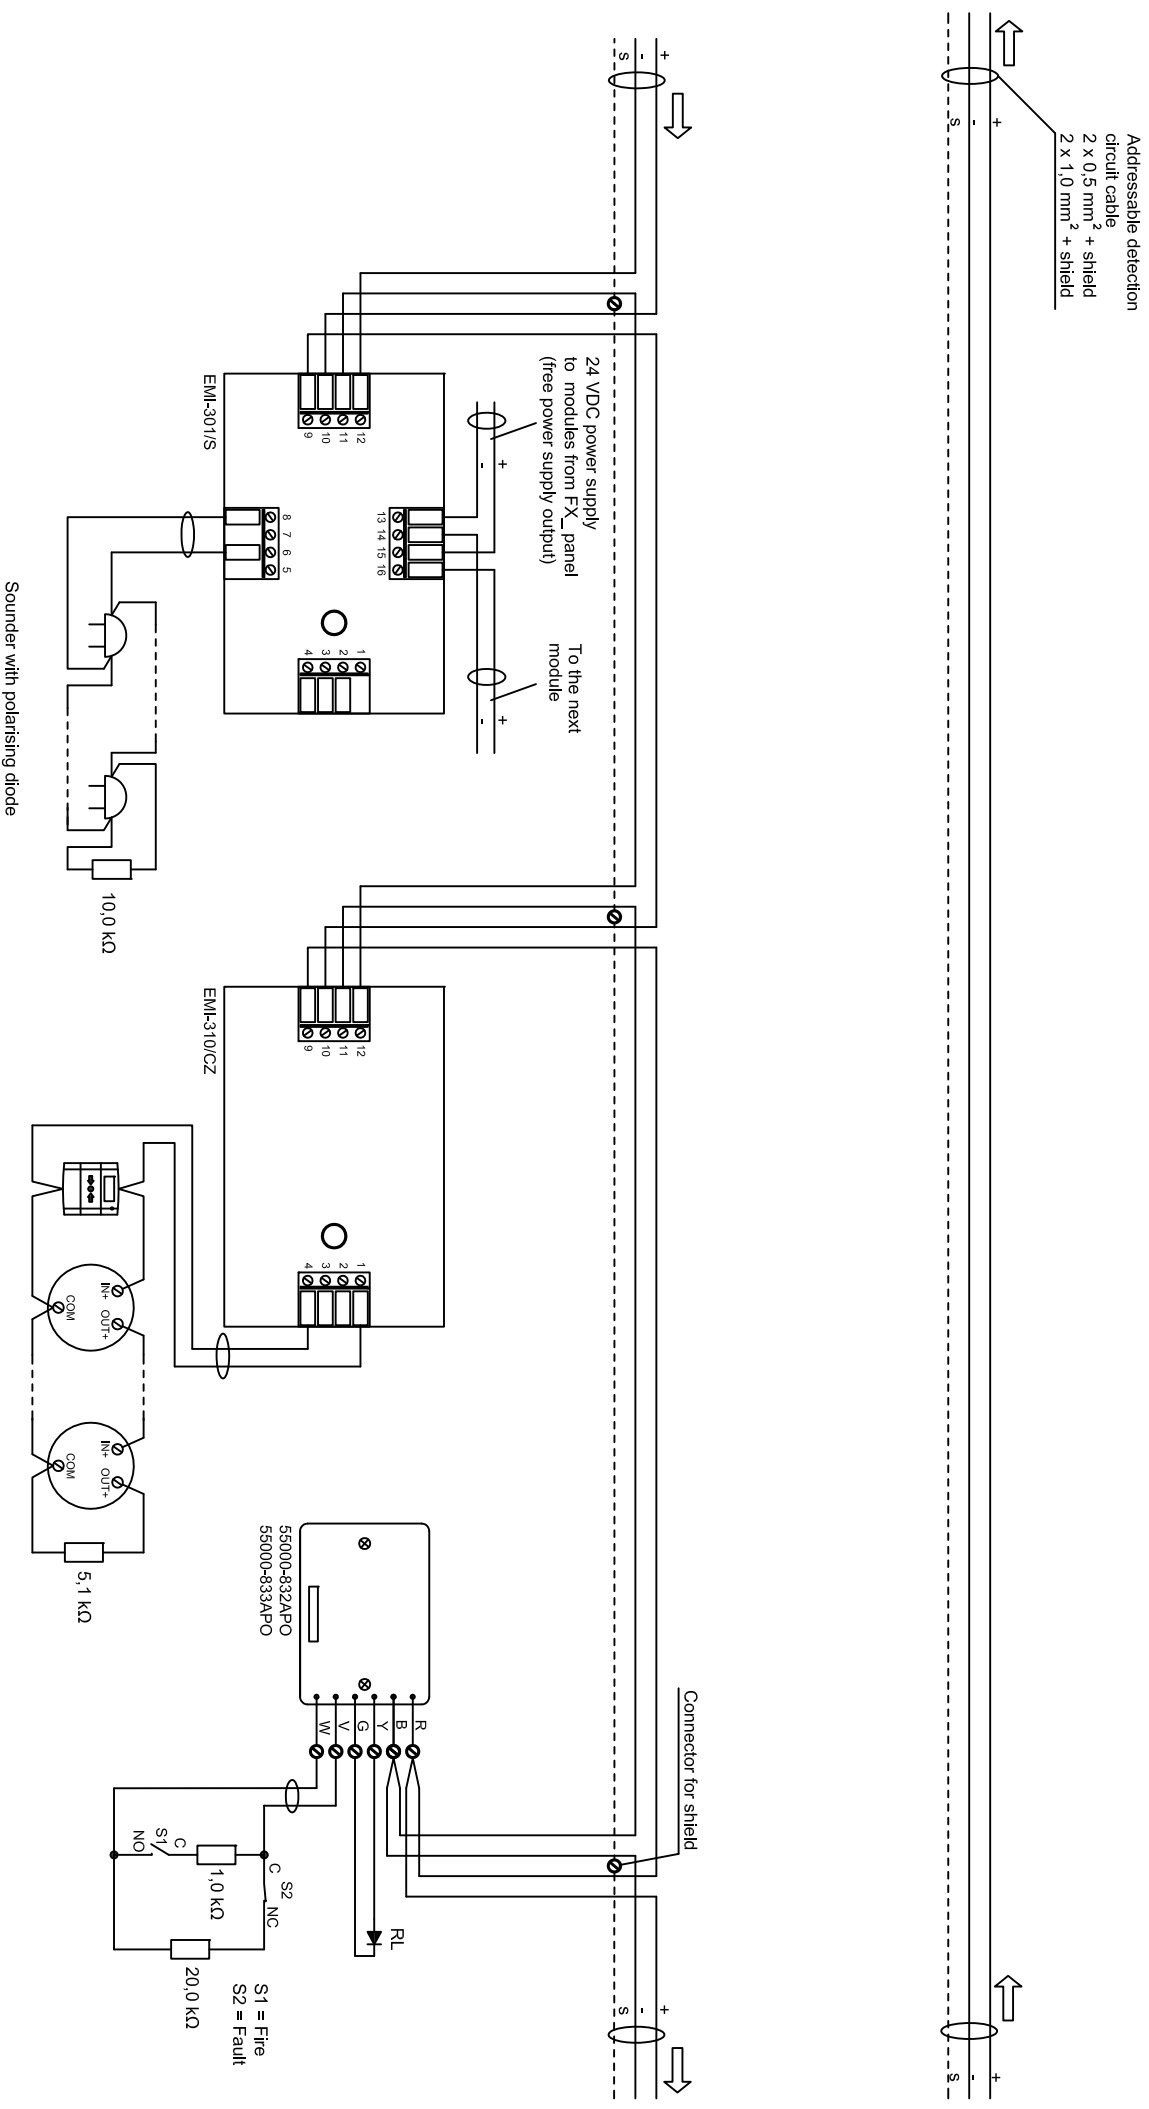 Addressable detection
circuit cable
2 x 0,5 mm² + shield
2 x 1,0 mm² + shield
+
-
s
+
-
s
+
-
s
+
-
s
24 VDC power supply
to modules from FX_ panel
(free power supply output)
+
-
To the next
module
+
-
12
11
10
9
13 14 15 16
8 7 6 5
1
2
3
4
EMI-301/S
10,0 kΩ
Sounder with polarising diode
12
11
10
9
1
2
3
4
EMI-310/CZ
IN+ OUT+
COM
IN+ OUT+
COM
5,1 kΩ
55000-832APO
55000-833APO
Connector for shield
R
B
Y
G
V
W
RL
C
S2
NC
1,0 kΩ
C
S1
NO
20,0 kΩ
S1 = Fire
S2 = Fault